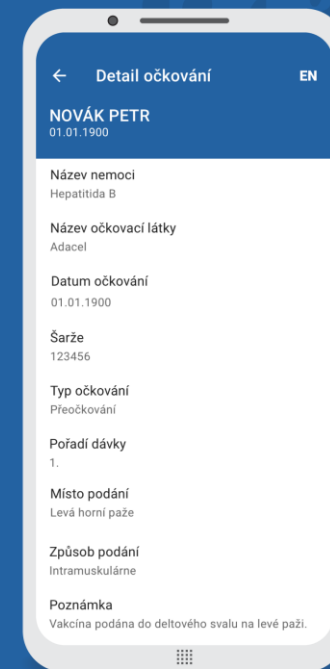 Detail očkování EN
NOVÁK PETR
01.01.1900
Název nemoci
Hepatitida B
Název očkovací látky
Adacel
Datum očkování
01.01.1900
Šarže
123456
Typ očkování
Přeočkování
Pořadí dávky
1.
Místo podání
Levá horní paže
Způsob podání
Intramuskulárne
Poznámka
Vakcína podána do deltového svalu na levé paži.